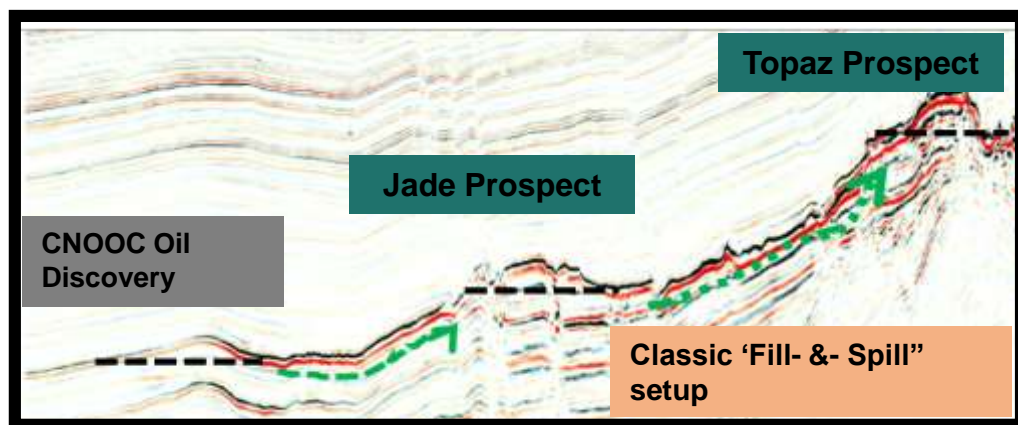 Topaz Prospect
Jade Prospect
CNOOC Oil
Discovery
Classic ‘Fill- &- Spill”
setup